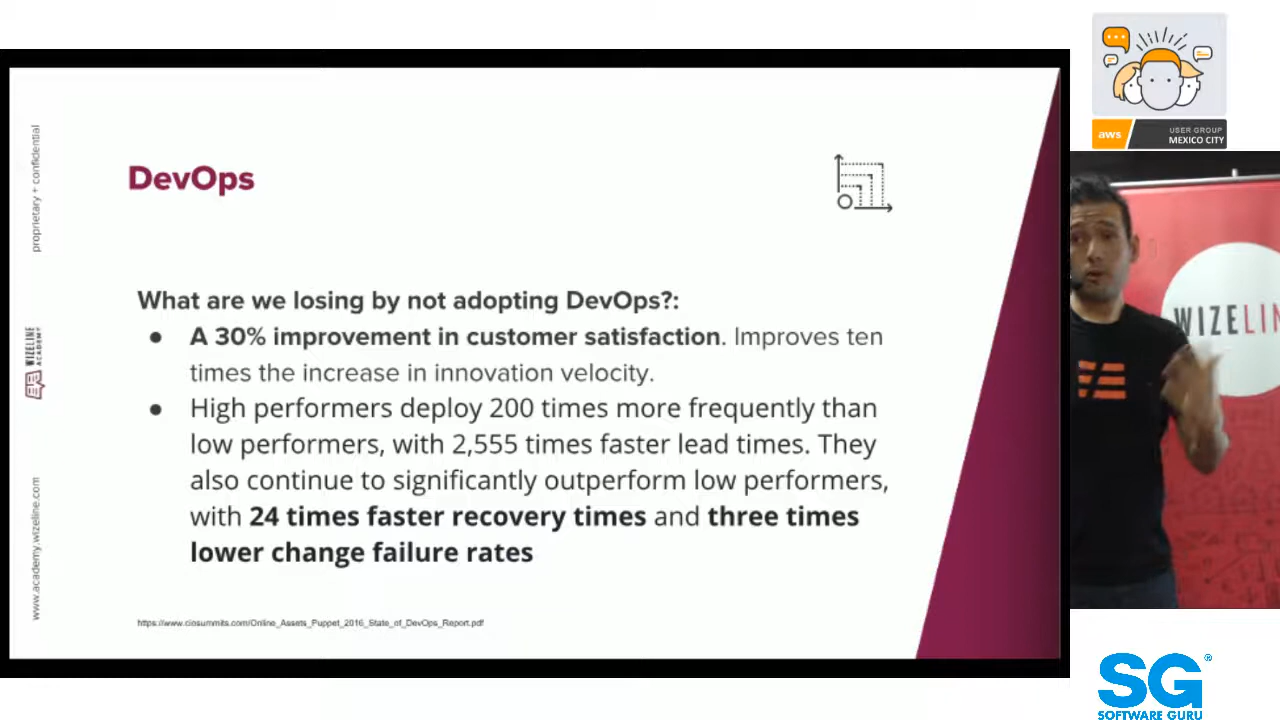 DevOps
What are we losing by not adopting DevOps?:
● A 30% improvement in customer satisfaction. Improves ten
times the increase in innovation velocity.
● High performers deploy 200 times more frequently than
low performers, with 2,555 times faster lead times. They
also continue to significantly outperform low performers,
with 24 times faster recovery times and three times
lower change failure rates
https://www.ciosummits.com/Online_Assets_Puppet_2016_State_of_DevOps_Report.pdf
proprietary + confidential
WIZELINE
ACADEMY
www.academy.wizeline.com
aws
USER GROUP
MEXICO CITY
WIZELIN
SG®
SOFTWARE GURU